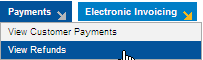 Payments Electronic Invoicing
View Customer Payments
View Refunds